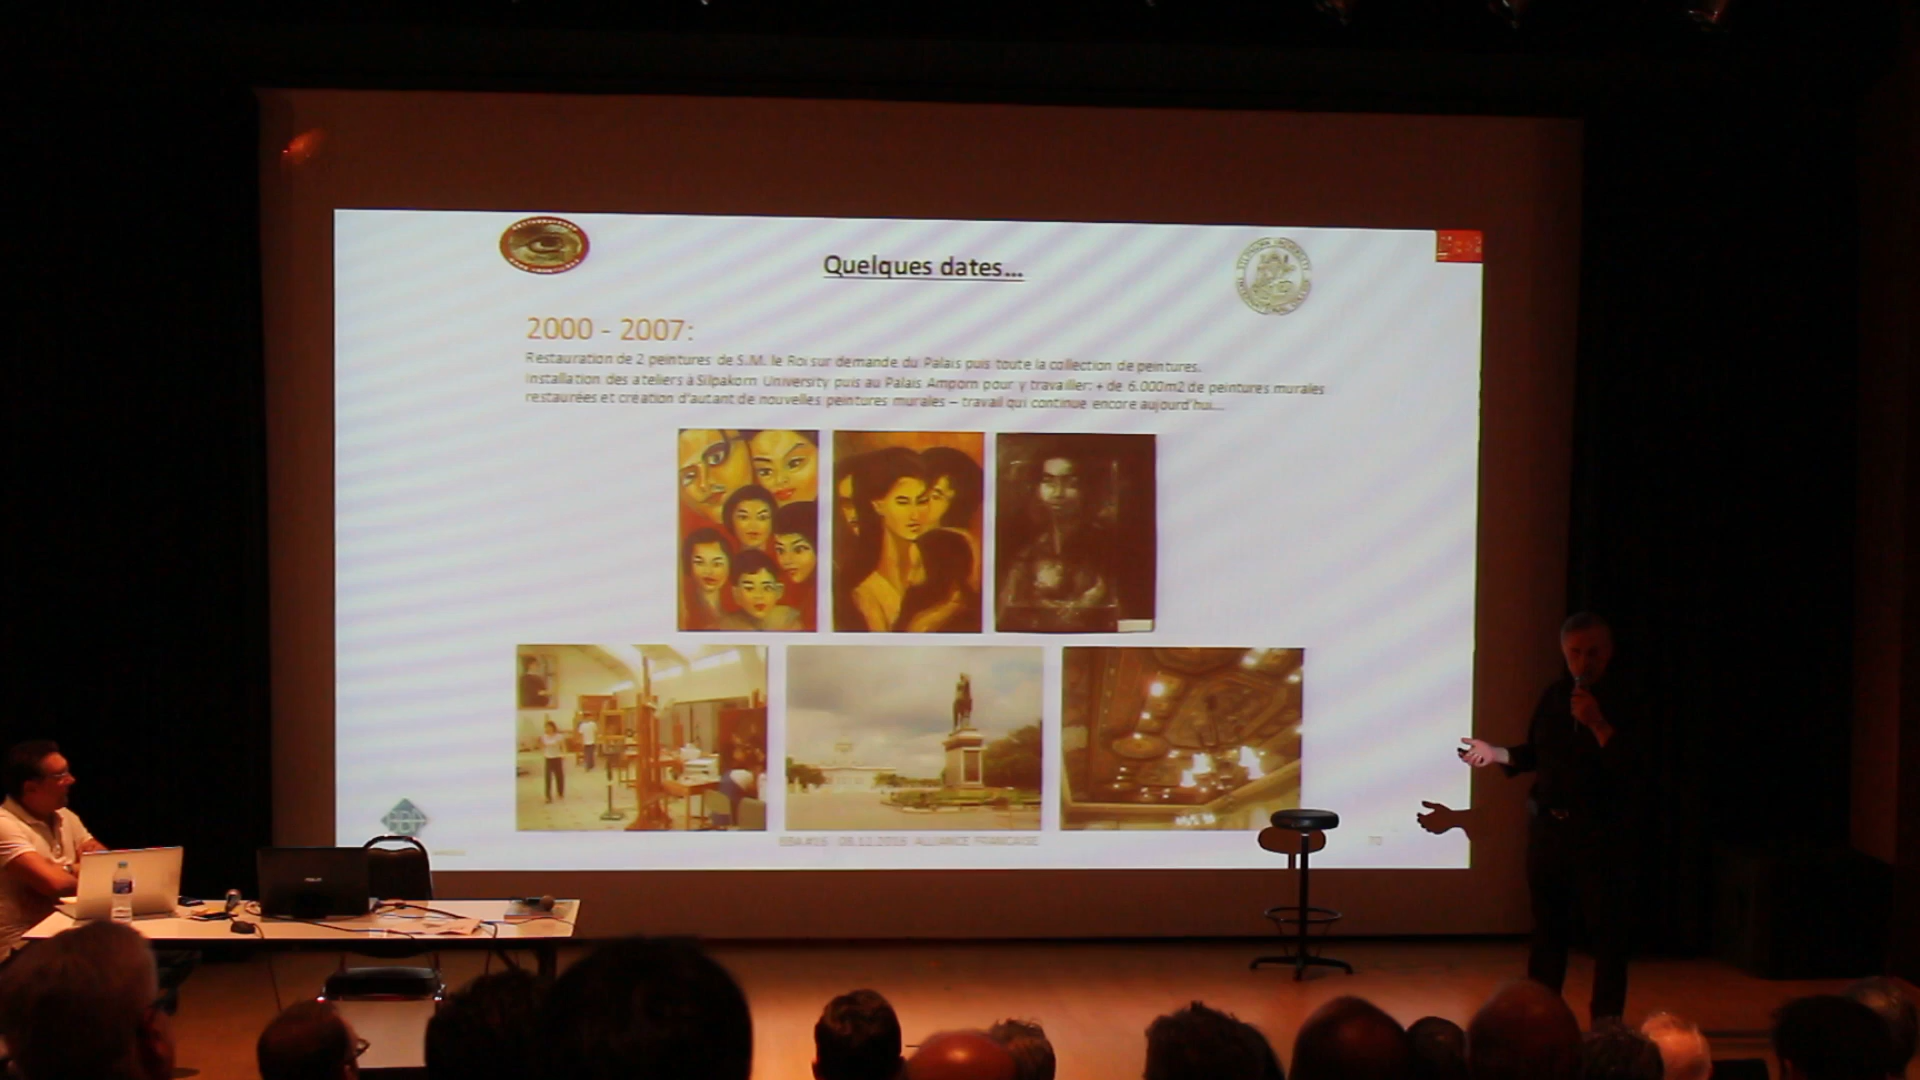 Quelques dates...
2000 - 2007:
Restauration de 2 peintures de S.M. le Roi sur demande du Palais puis toute la collection de peintures.
Installation des ateliers à Silpakorn University puis au Palais Amporn pour y travailler: + de 6.000m2 de peintures murales
restaurées et creation d'autant de nouvelles peintures murales – travail qui continue encore aujourd'hui...
ALLIANCE FRANCAISE